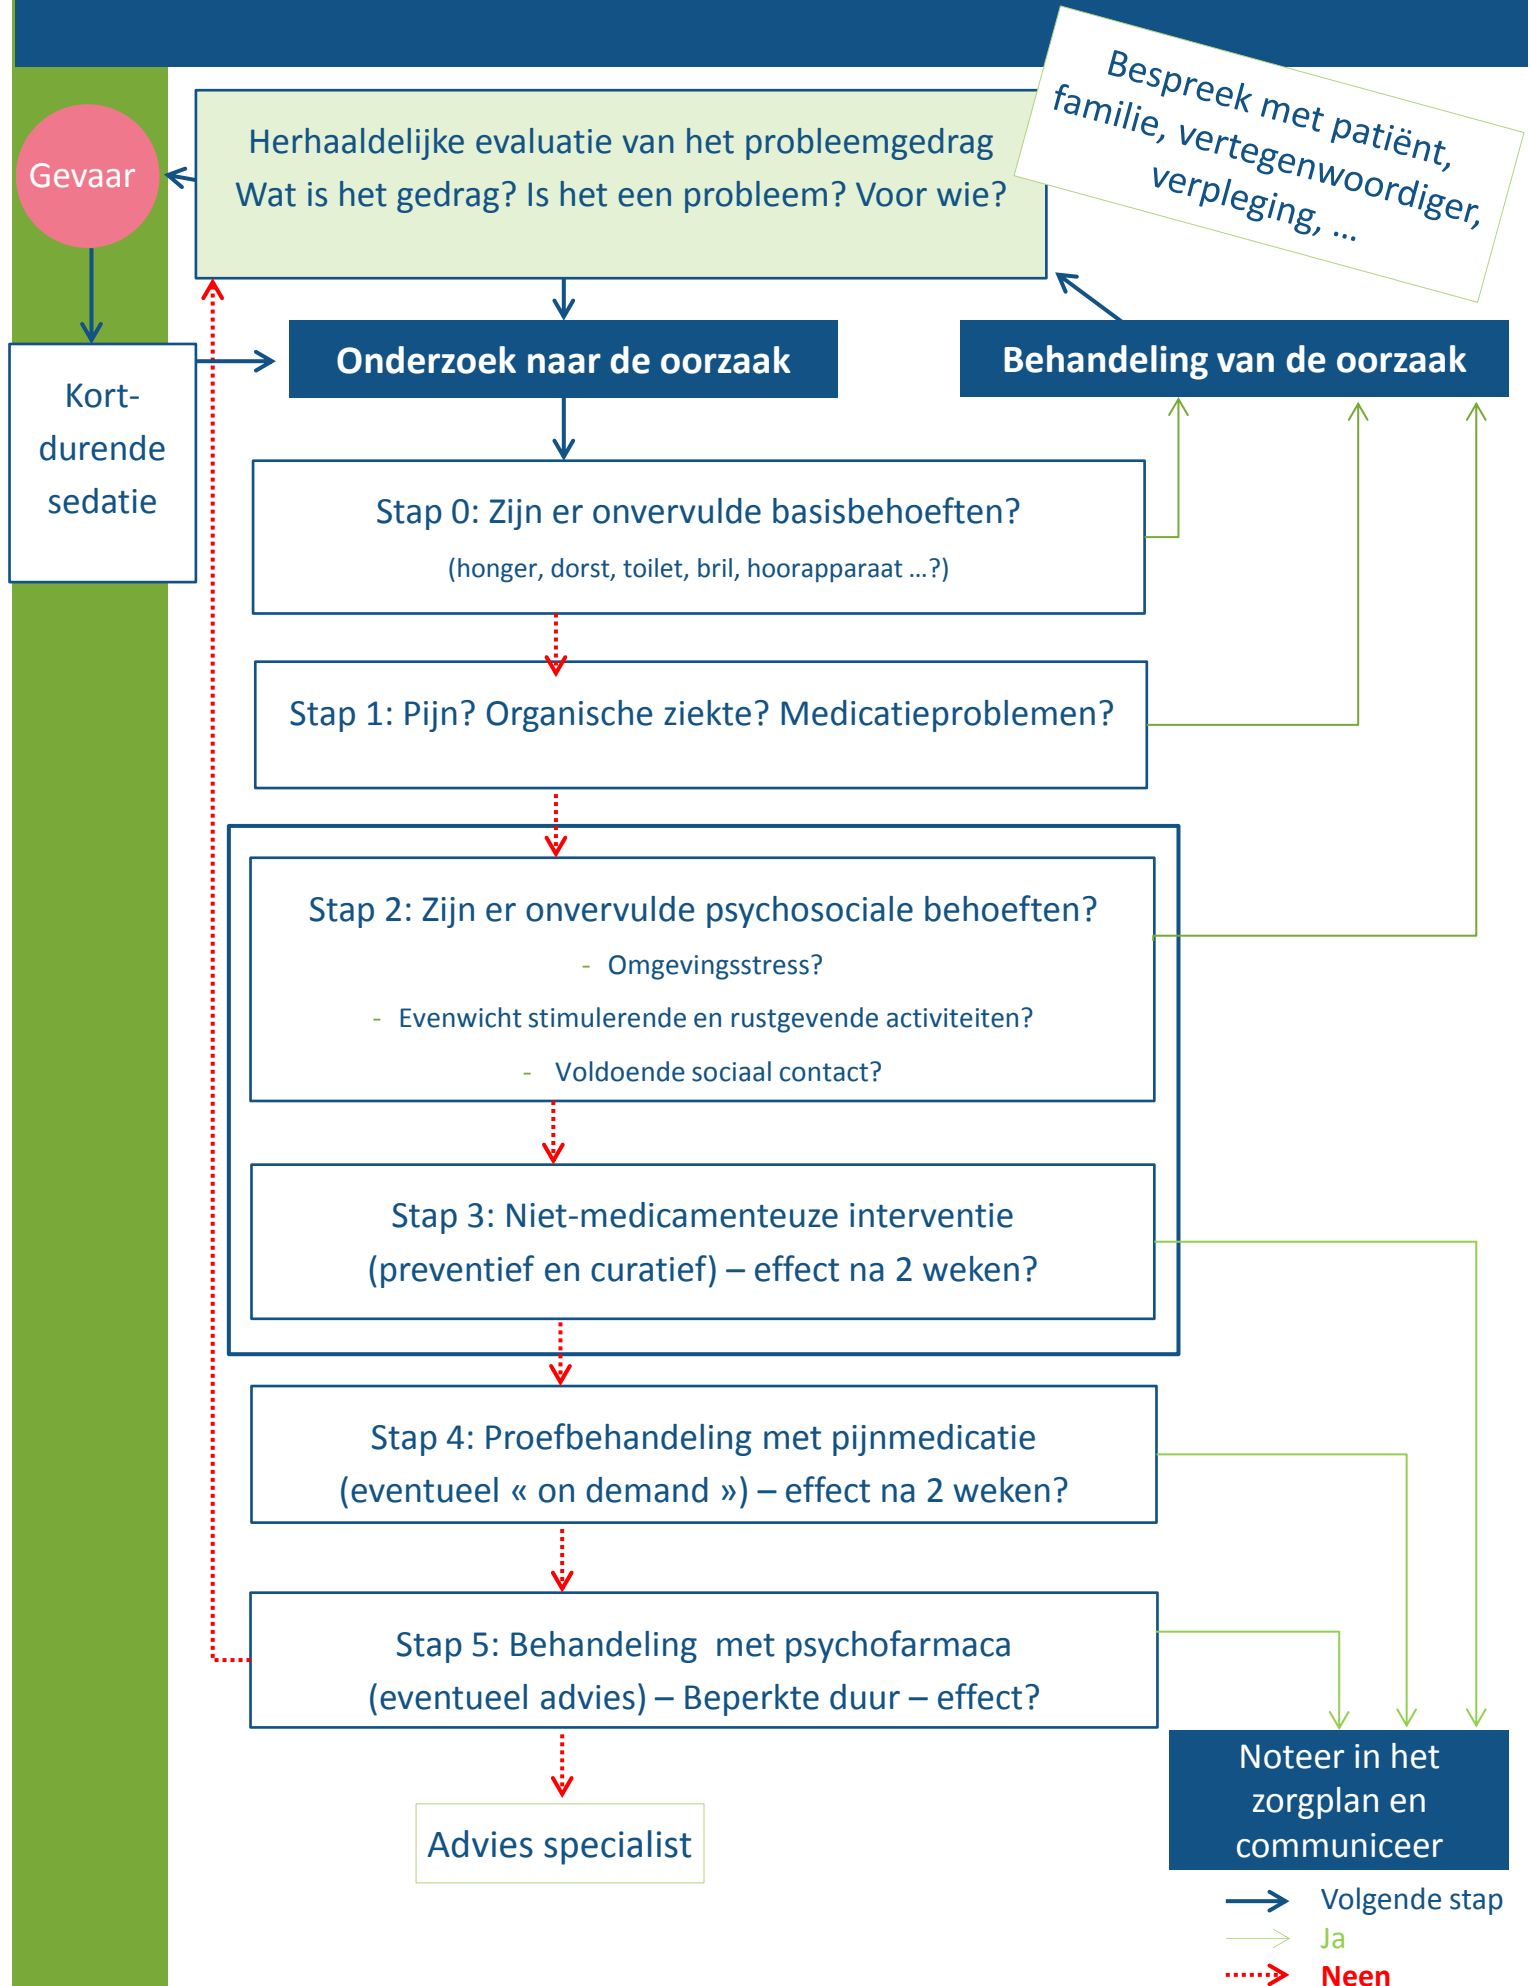 Bespreek met patiënt,
familie, vertegenwoordiger,
verpleging, ...
Gevaar
Herhaaldelijke evaluatie van het probleemgedrag
Wat is het gedrag? Is het een probleem? Voor wie?
Kort-
durende
sedatie
Onderzoek naar de oorzaak
Behandeling van de oorzaak
Stap 0: Zijn er onvervulde basisbehoeften?
(honger, dorst, toilet, bril, hoorapparaat ...?)
Stap 1: Pijn? Organische ziekte? Medicatieproblemen?
Stap 2: Zijn er onvervulde psychosociale behoeften?
- Omgevingsstress?
- Evenwicht stimulerende en rustgevende activiteiten?
- Voldoende sociaal contact?
Stap 3: Niet-medicamenteuze interventie
(preventief en curatief) – effect na 2 weken?
Stap 4: Proefbehandeling met pijnmedicatie
(eventueel « on demand ») – effect na 2 weken?
Stap 5: Behandeling met psychofarmaca
(eventueel advies) – Beperkte duur – effect?
Advies specialist
Noteer in het
zorgplan en
communiceer
Volgende stap
Ja
Neen